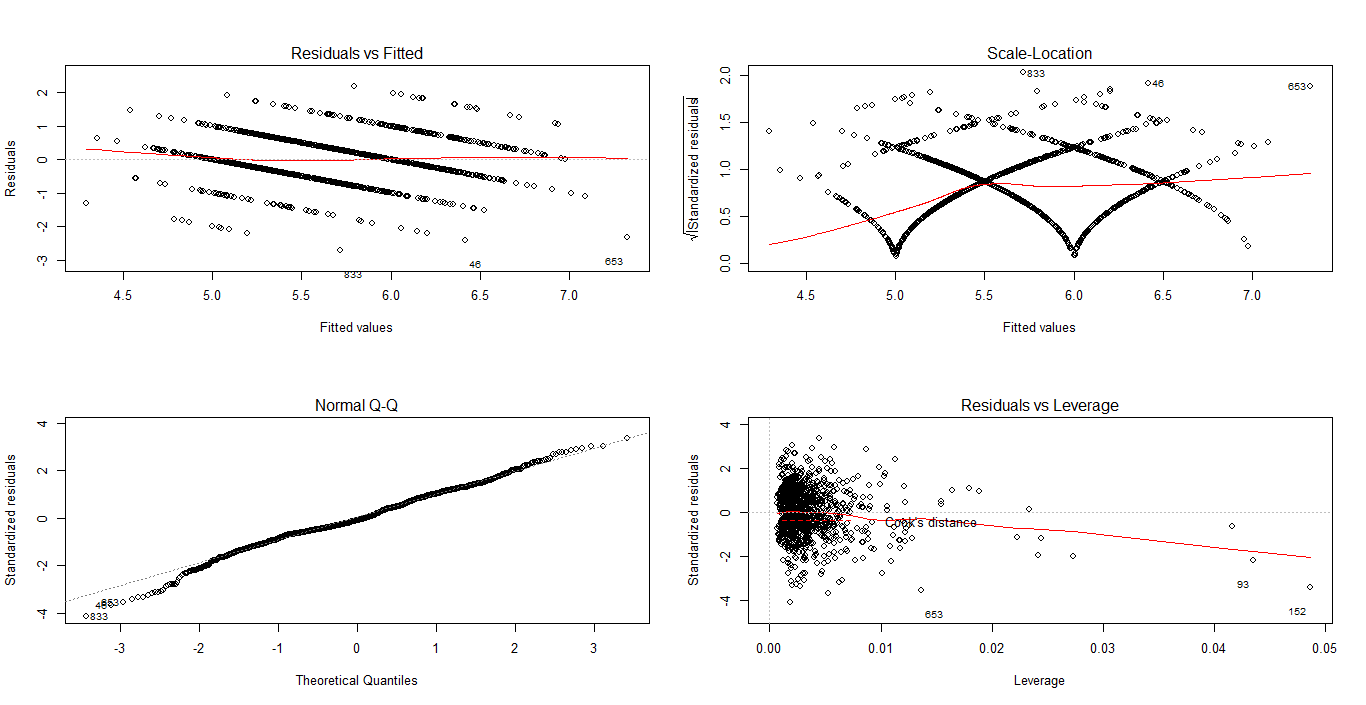 Residuals vs Fitted
Residuals
2
1
0
-1
-2
-3
833
46
653
4.5 5.0 5.5 6.0 6.5 7.0
Fitted values
Scale-Location
√|Standardized residuals|
2.0
1.5
1.0
0.5
0.0
833
46
653
4.5 5.0 5.5 6.0 6.5 7.0
Fitted values
Normal Q-Q
Standardized residuals
4
2
0
-2
-4
46
653
833
-3 -2 -1 0 1 2 3
Theoretical Quantiles
Residuals vs Leverage
Standardized residuals
4
2
0
-2
-4
Cook's distance
93
152
653
0.00 0.01 0.02 0.03 0.04 0.05
Leverage